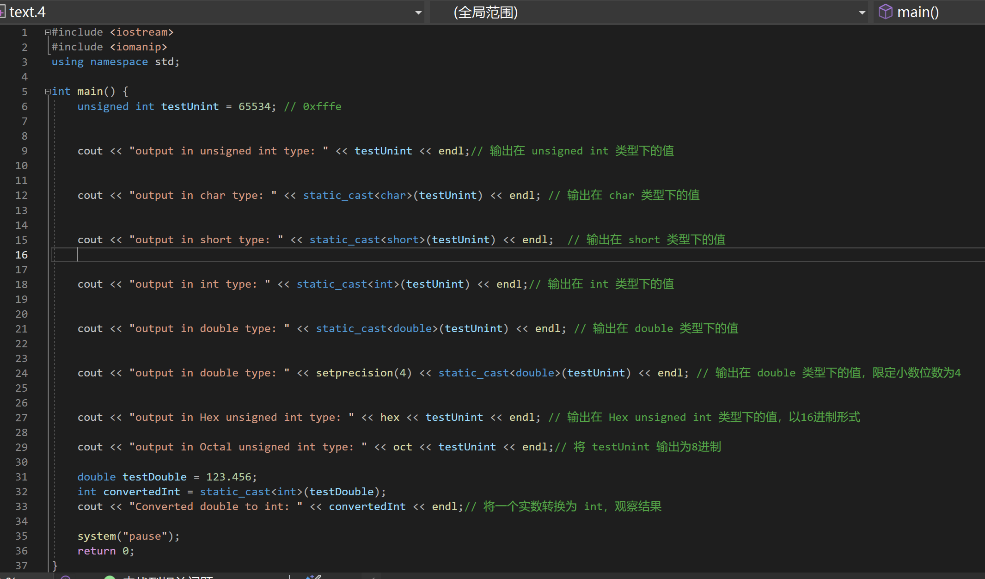 text.4 (全局范围) main()
1 #include <iostream>
2 #include <iomanip>
3 using namespace std;
4
5 int main() {
6 unsigned int testUnint = 65534; // 0xfffe
7
8
9 cout << "output in unsigned int type: " << testUnint << endl;// 输出在 unsigned int 类型下的值
10
11
12 cout << "output in char type: " << static_cast<char>(testUnint) << endl; // 输出在 char 类型下的值
13
14
15 cout << "output in short type: " << static_cast<short>(testUnint) << endl;  // 输出在 short 类型下的值
16
17
18 cout << "output in int type: " << static_cast<int>(testUnint) << endl;// 输出在 int 类型下的值
19
20
21 cout << "output in double type: " << static_cast<double>(testUnint) << endl; // 输出在 double 类型下的值
22
23
24 cout << "output in double type: " << setprecision(4) << static_cast<double>(testUnint) << endl; // 输出在 double 类型下的值，限定小数位数为4
25
26
27 cout << "output in Hex unsigned int type: " << hex << testUnint << endl; // 输出在 Hex unsigned int 类型下的值，以16进制形式
28
29 cout << "output in Octal unsigned int type: " << oct << testUnint << endl;// 将 testUnint 输出为8进制
30
31 double testDouble = 123.456;
32 int convertedInt = static_cast<int>(testDouble);
33 cout << "Converted double to int: " << convertedInt << endl;// 将一个实数转换为 int，观察结果
34
35 system("pause");
36 return 0;
37 }